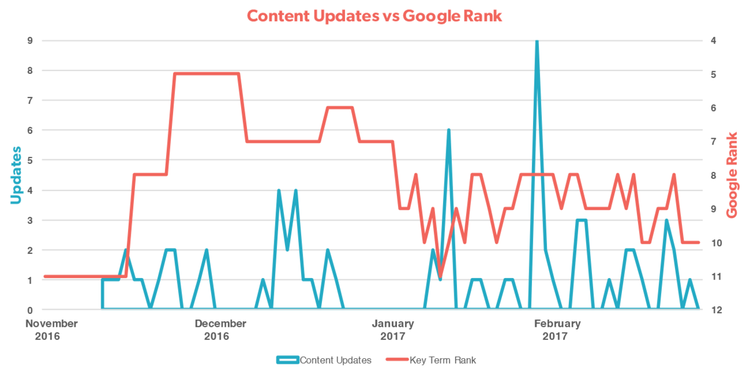 Content Updates vs Google Rank
9
8
7
6
5
4
3
2
1
0
Updates
4
5
6
7
8
9
10
11
12
Google Rank
November
2016
December
2016
January
2017
February
2017
Content Updates
Key Term Rank